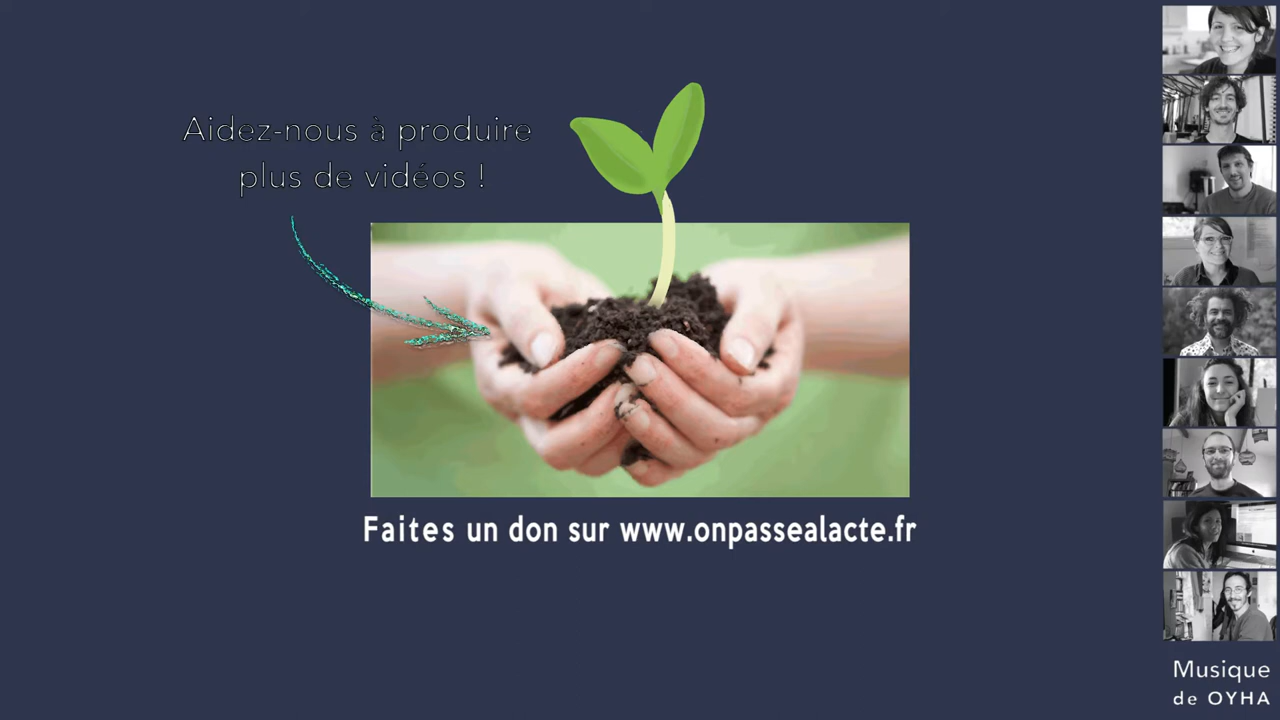 Aidez-nous à produire
plus de vidéos !
Faites un don sur www.onpassealacte.fr
Musique
de OYHA